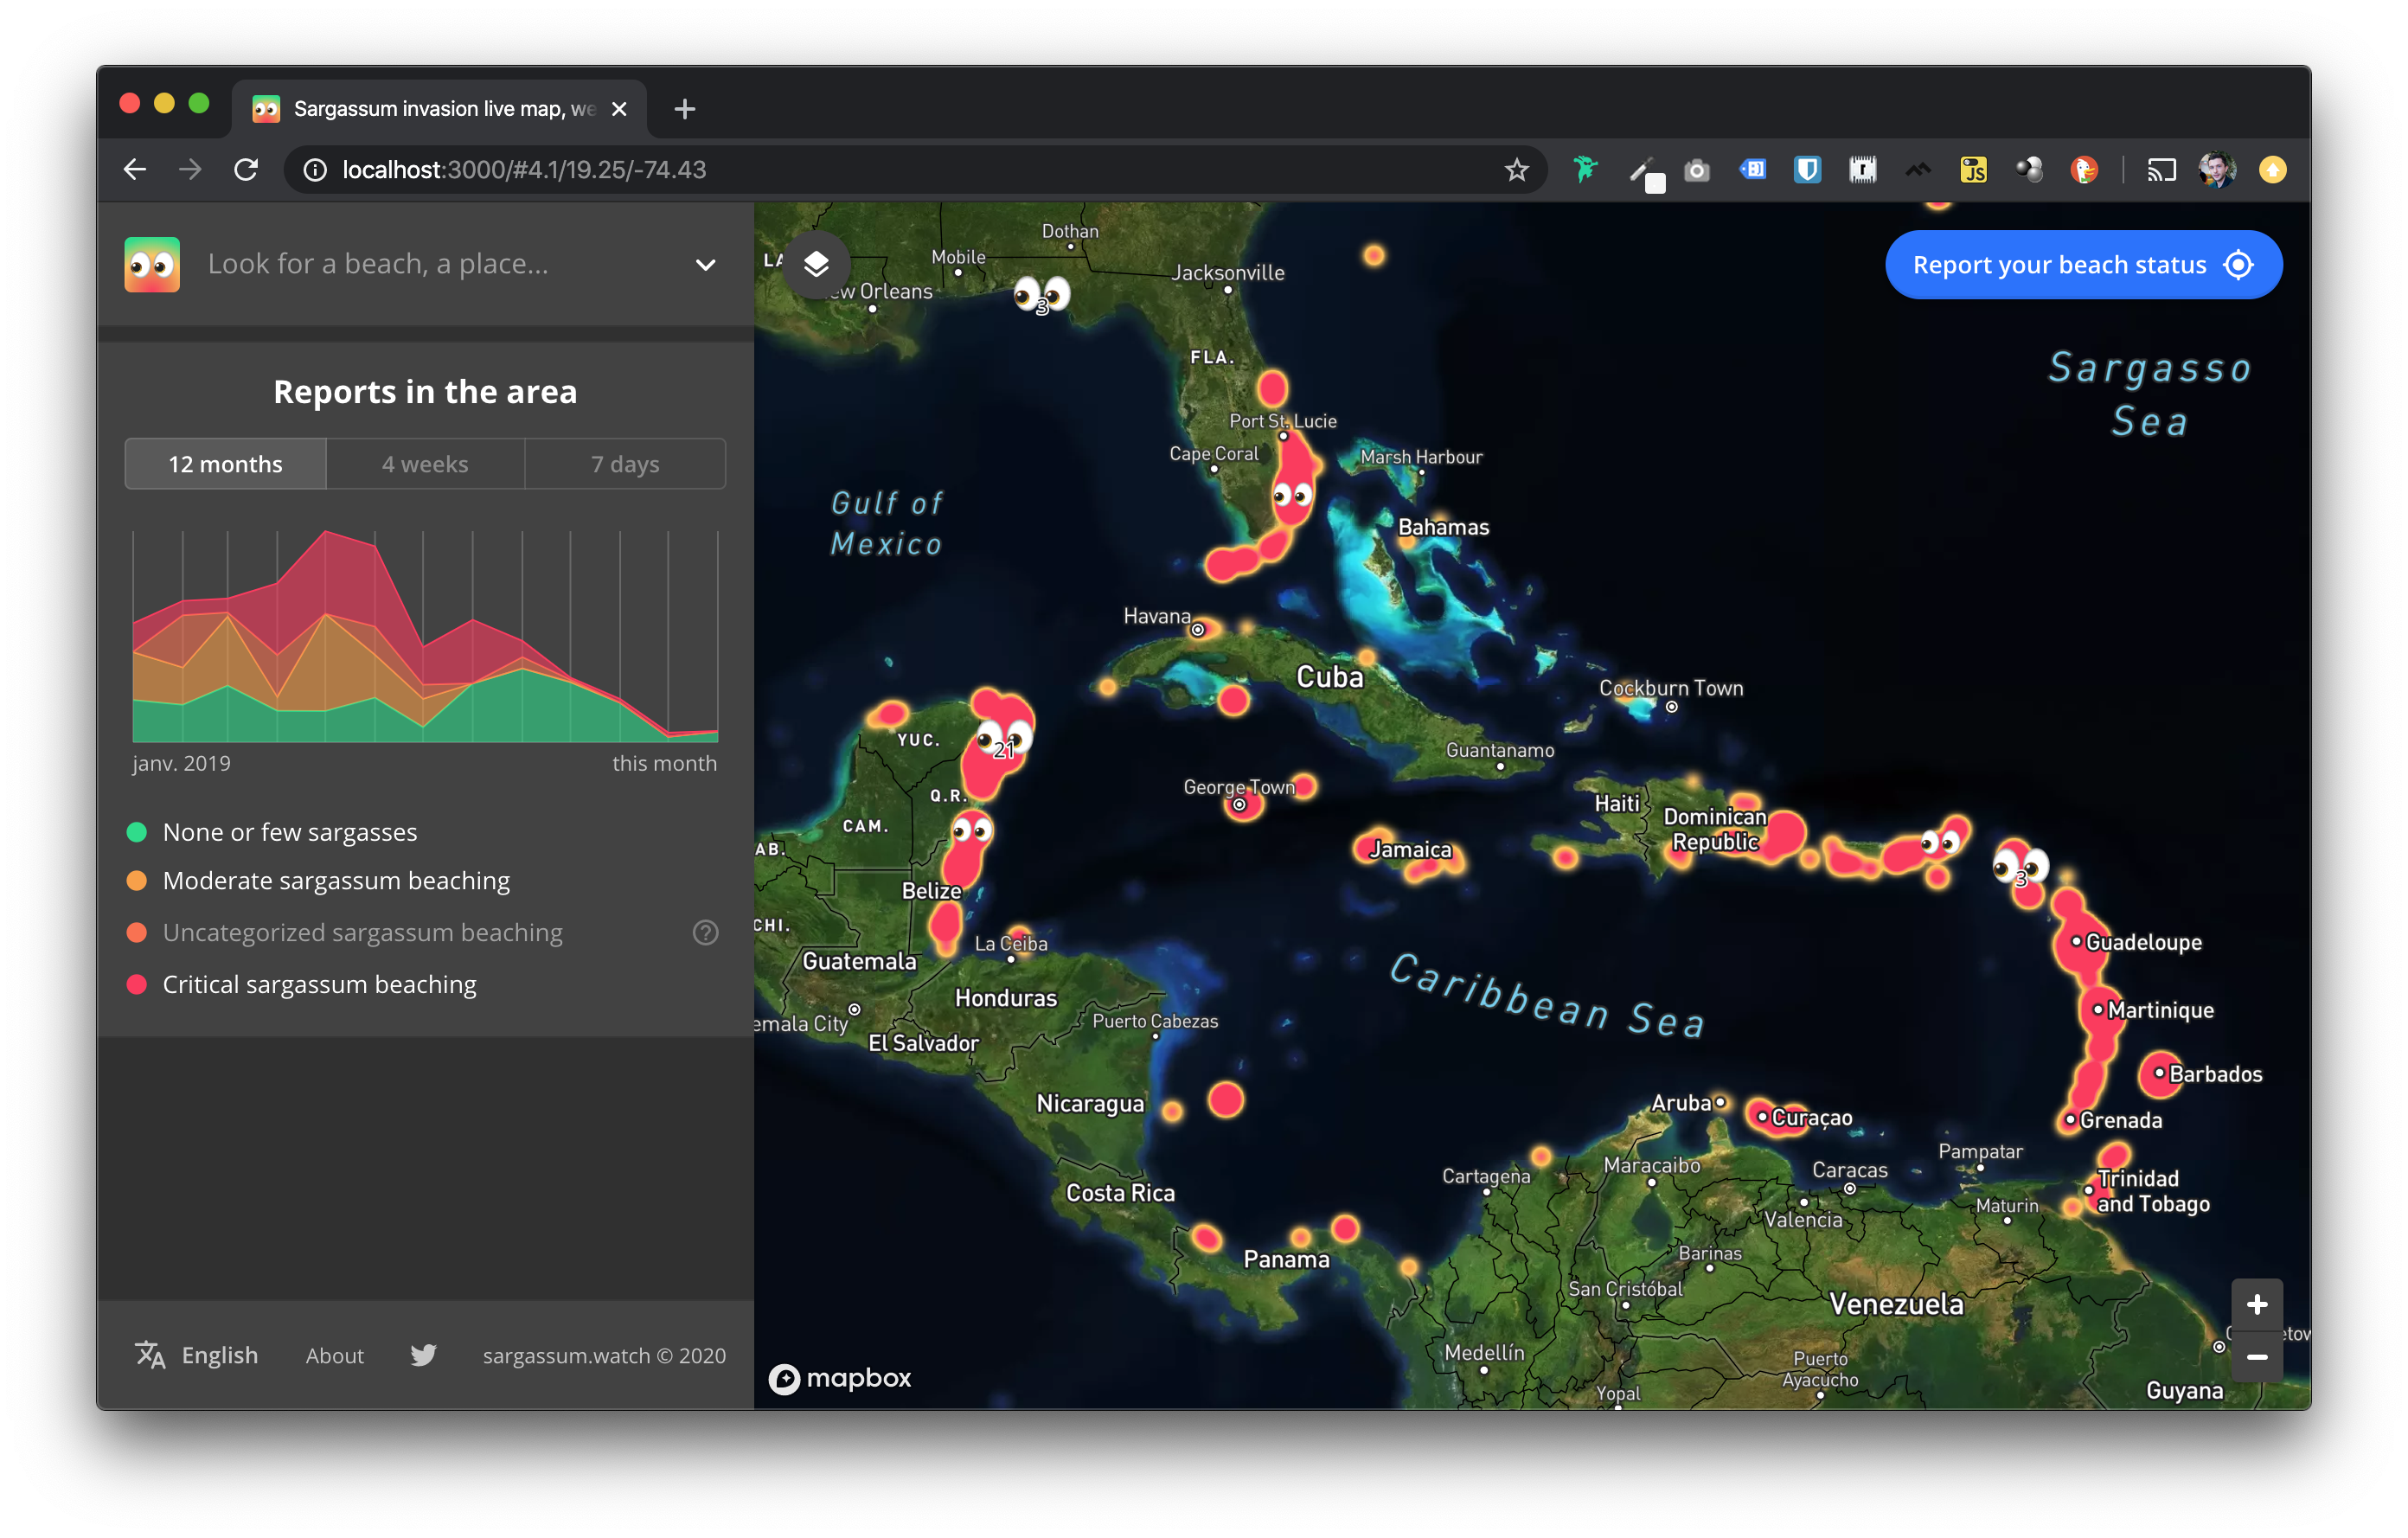 Sargassum invasion live map, we
localhost:3000/#4.1/19.25/-74.43
Look for a beach, a place...
Reports in the area
12 months
4 weeks
7 days
janv. 2019
this month
None or few sargasses
Moderate sargassum beaching
Uncategorized sargassum beaching
Critical sargassum beaching
English
About
sargassum.watch © 2020
Report your beach status
Dothan
Mobile
LA
Jacksonville
ew Orleans
3
FLA.
Sargasso
Sea
Port St. Lucie
Cape Coral
Marsh Harbour
Gulf of
Mexico
Bahamas
Havana
Cuba
Cockburn Town
YUC.
21
Guantanamo
George Town
Q.R.
Haiti
Dominican
Republic
CAM.
AB.
Jamaica
3
Belize
CHI.
La Ceiba
Guatemala
Guadeloupe
Caribbean Sea
Honduras
Martinique
emala City
Puerto Cabezas
El Salvador
Barbados
Nicaragua
Aruba
Curaçao
Grenada
Pampatar
Cartagena
Maracaibo
Caracas
Trinidad
and Tobago
Costa Rica
Maturin
Valencia
Panama
Barinas
San Cristóbal
Venezuela
Medellín
Puerto
Ayacucho
Yopal
Guyana
mapbox
JS